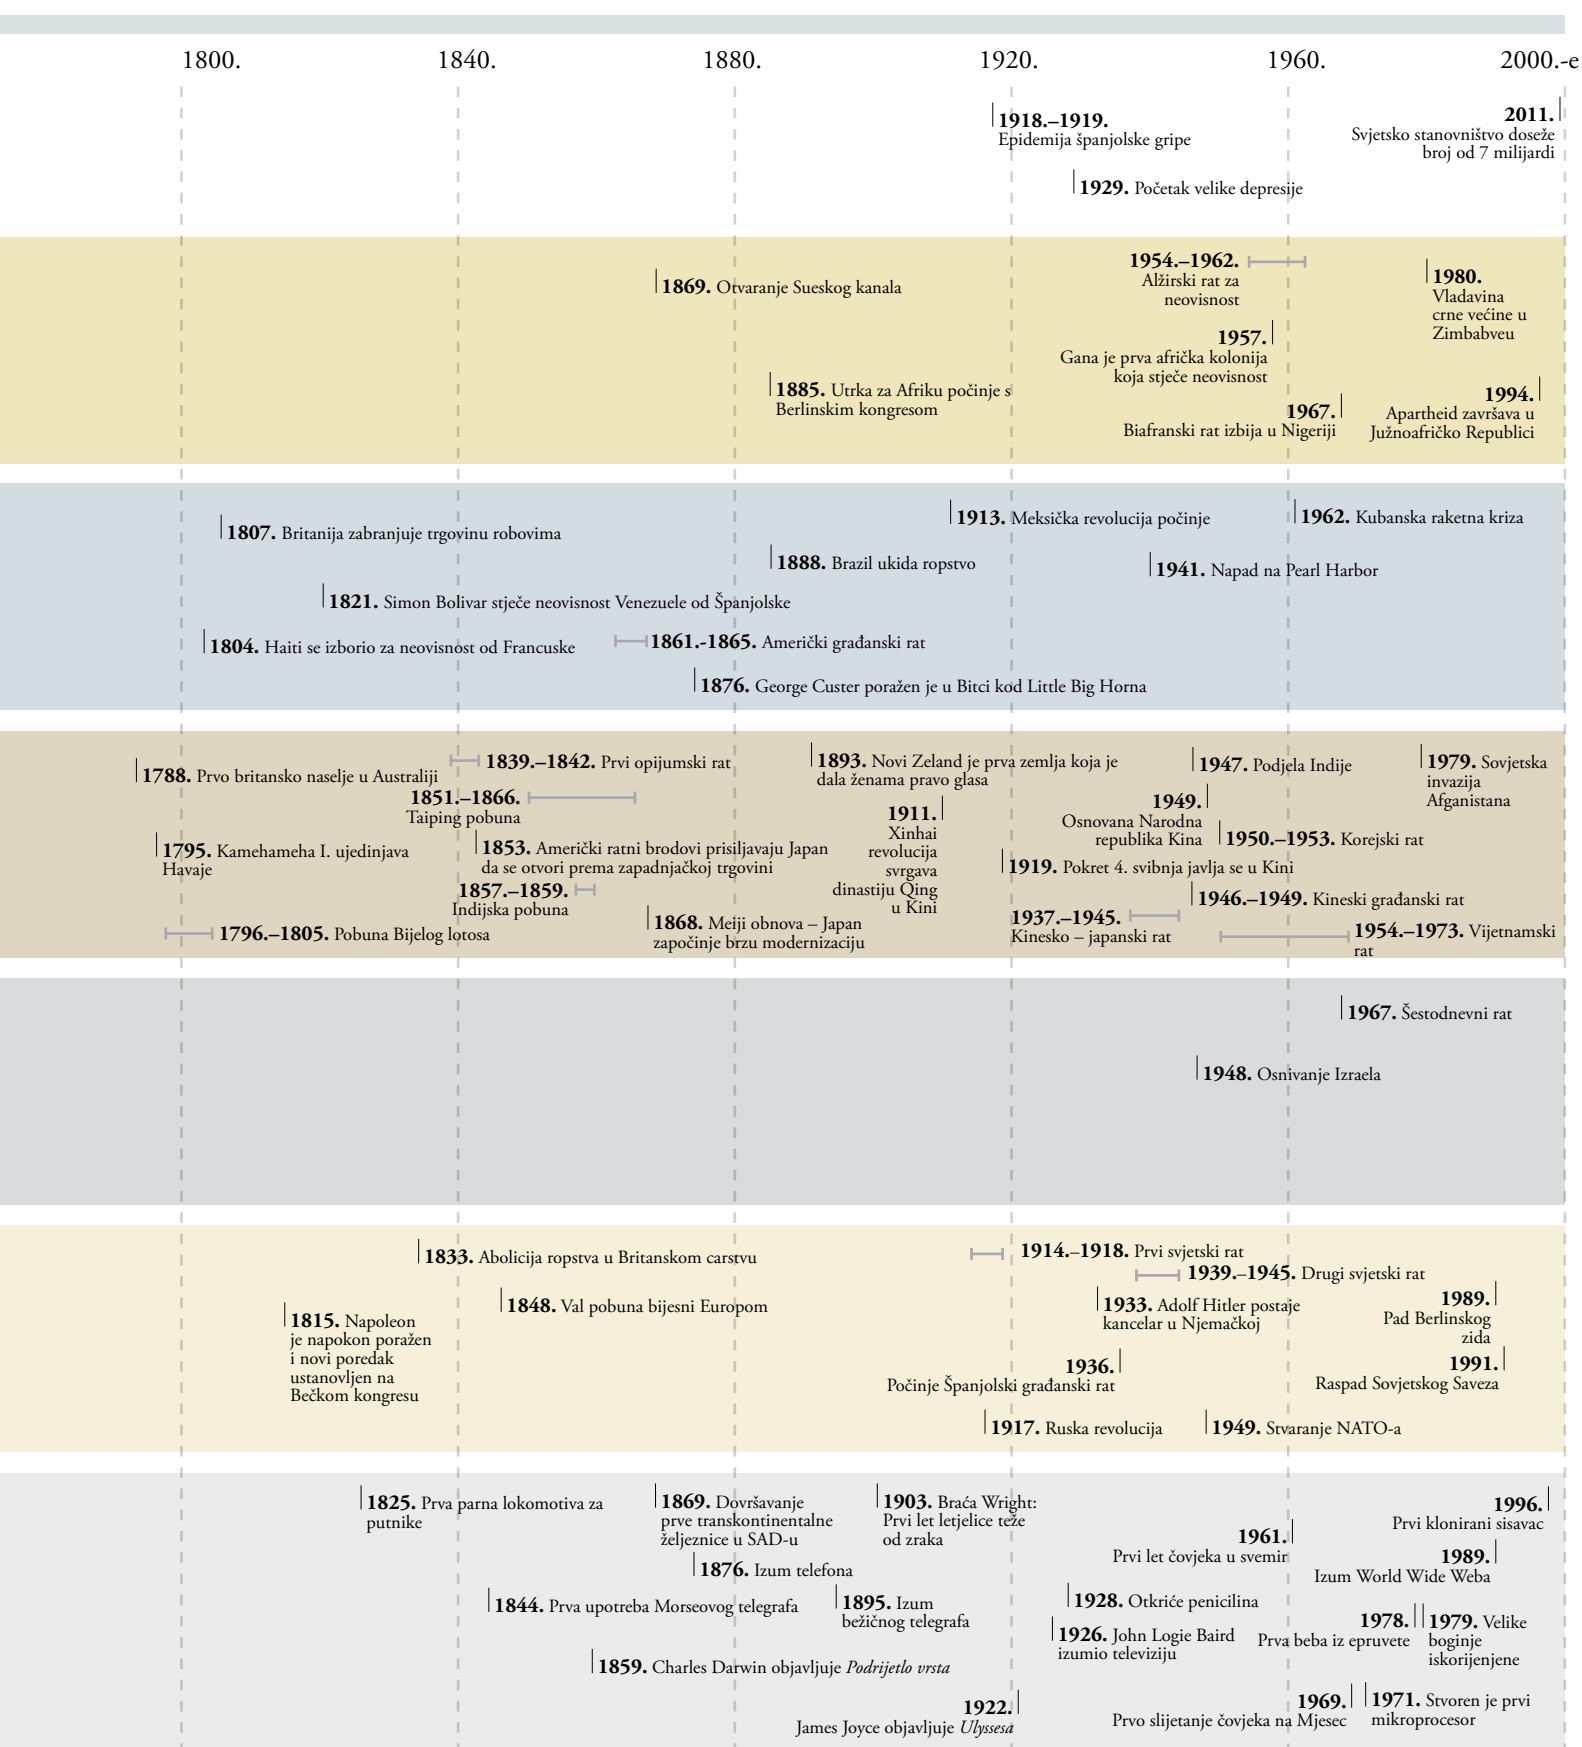 1800. 1840. 1880. 1920. 1960. 2000.-e
1918.–1919.
Epidemija španjolske gripe
2011.
Svjetsko stanovništvo doseže
broj od 7 milijardi
1929. Početak velike depresije
1869. Otvaranje Sueskog kanala
1954.–1962.
Alžirski rat za
neovisnost
1980.
Vladavina
crne većine u
Zimbabveu
1957.
Gana je prva afrička kolonija
koja stječe neovisnost
1885. Utrka za Afriku počinje s
Berlinskim kongresom
1967.
Biafranski rat izbija u Nigeriji
1994.
Apartheid završava u
Južnoafričko Republici
1807. Britanija zabranjuje trgovinu robovima
1913. Meksička revolucija počinje
1962. Kubanska raketna kriza
1888. Brazil ukida ropstvo
1941. Napad na Pearl Harbor
1821. Simon Bolivar stječe neovisnost Venezuele od Španjolske
1804. Haiti se izborio za neovisnost od Francuske
1861.-1865. Američki građanski rat
1876. George Custer poražen je u Bitci kod Little Big Horna
1788. Prvo britansko naselje u Australiji
1839.–1842. Prvi opijumski rat
1893. Novi Zeland je prva zemlja koja je
dala ženama pravo glasa
1947. Podjela Indije
1979. Sovjetska
invazija
Afganistana
1851.–1866.
Taiping pobuna
1911.
Xinhai
revolucija
svrgava
dinastiju Qing
u Kini
1949.
Osnovana Narodna
republika Kina
1950.–1953. Korejski rat
1795. Kamehameha I. ujedinjava
Havaje
1853. Američki ratni brodovi prisiljavaju Japan
da se otvori prema zapadnjačkoj trgovini
1919. Pokret 4. svibnja javlja se u Kini
1857.–1859.
Indijska pobuna
1946.–1949. Kineski građanski rat
1796.–1805. Pobuna Bijelog lotosa
1868. Meiji obnova – Japan
započinje brzu modernizaciju
1937.–1945.
Kinesko – japanski rat
1954.–1973. Vijetnamski
rat
1967. Šestodnevni rat
1948. Osnivanje Izraela
1833. Abolicija ropstva u Britanskom carstvu
1914.–1918. Prvi svjetski rat
1939.–1945. Drugi svjetski rat
1815. Napoleon
je napokon poražen
i novi poredak
ustanovljen na
Bečkom kongresu
1848. Val pobuna bijesni Europom
1933. Adolf Hitler postaje
kancelar u Njemačkoj
1989.
Pad Berlinskog
zida
1936.
Počinje Španjolski građanski rat
1991.
Raspad Sovjetskog Saveza
1917. Ruska revolucija
1949. Stvaranje NATO-a
1825. Prva parna lokomotiva za
putnike
1869. Dovršavanje
prve transkontinentalne
željeznice u SAD-u
1903. Braća Wright:
Prvi let letjelice teže
od zraka
1996.
Prvi klonirani sisavac
1961.
Prvi let čovjeka u svemir
1989.
Izum World Wide Weba
1876. Izum telefona
1844. Prva upotreba Morseovog telegrafa
1895. Izum
bežičnog telegrafa
1928. Otkriće penicilina
1926. John Logie Baird
izumio televiziju
1978.
Prva beba iz epruvete
1979. Velike
boginje
iskorijenjene
1859. Charles Darwin objavljuje Podrijetlo vrsta
1922.
James Joyce objavljuje Ulyssesa
1969.
Prvo slijetanje čovjeka na Mjesec
1971. Stvoren je prvi
mikroprocesor